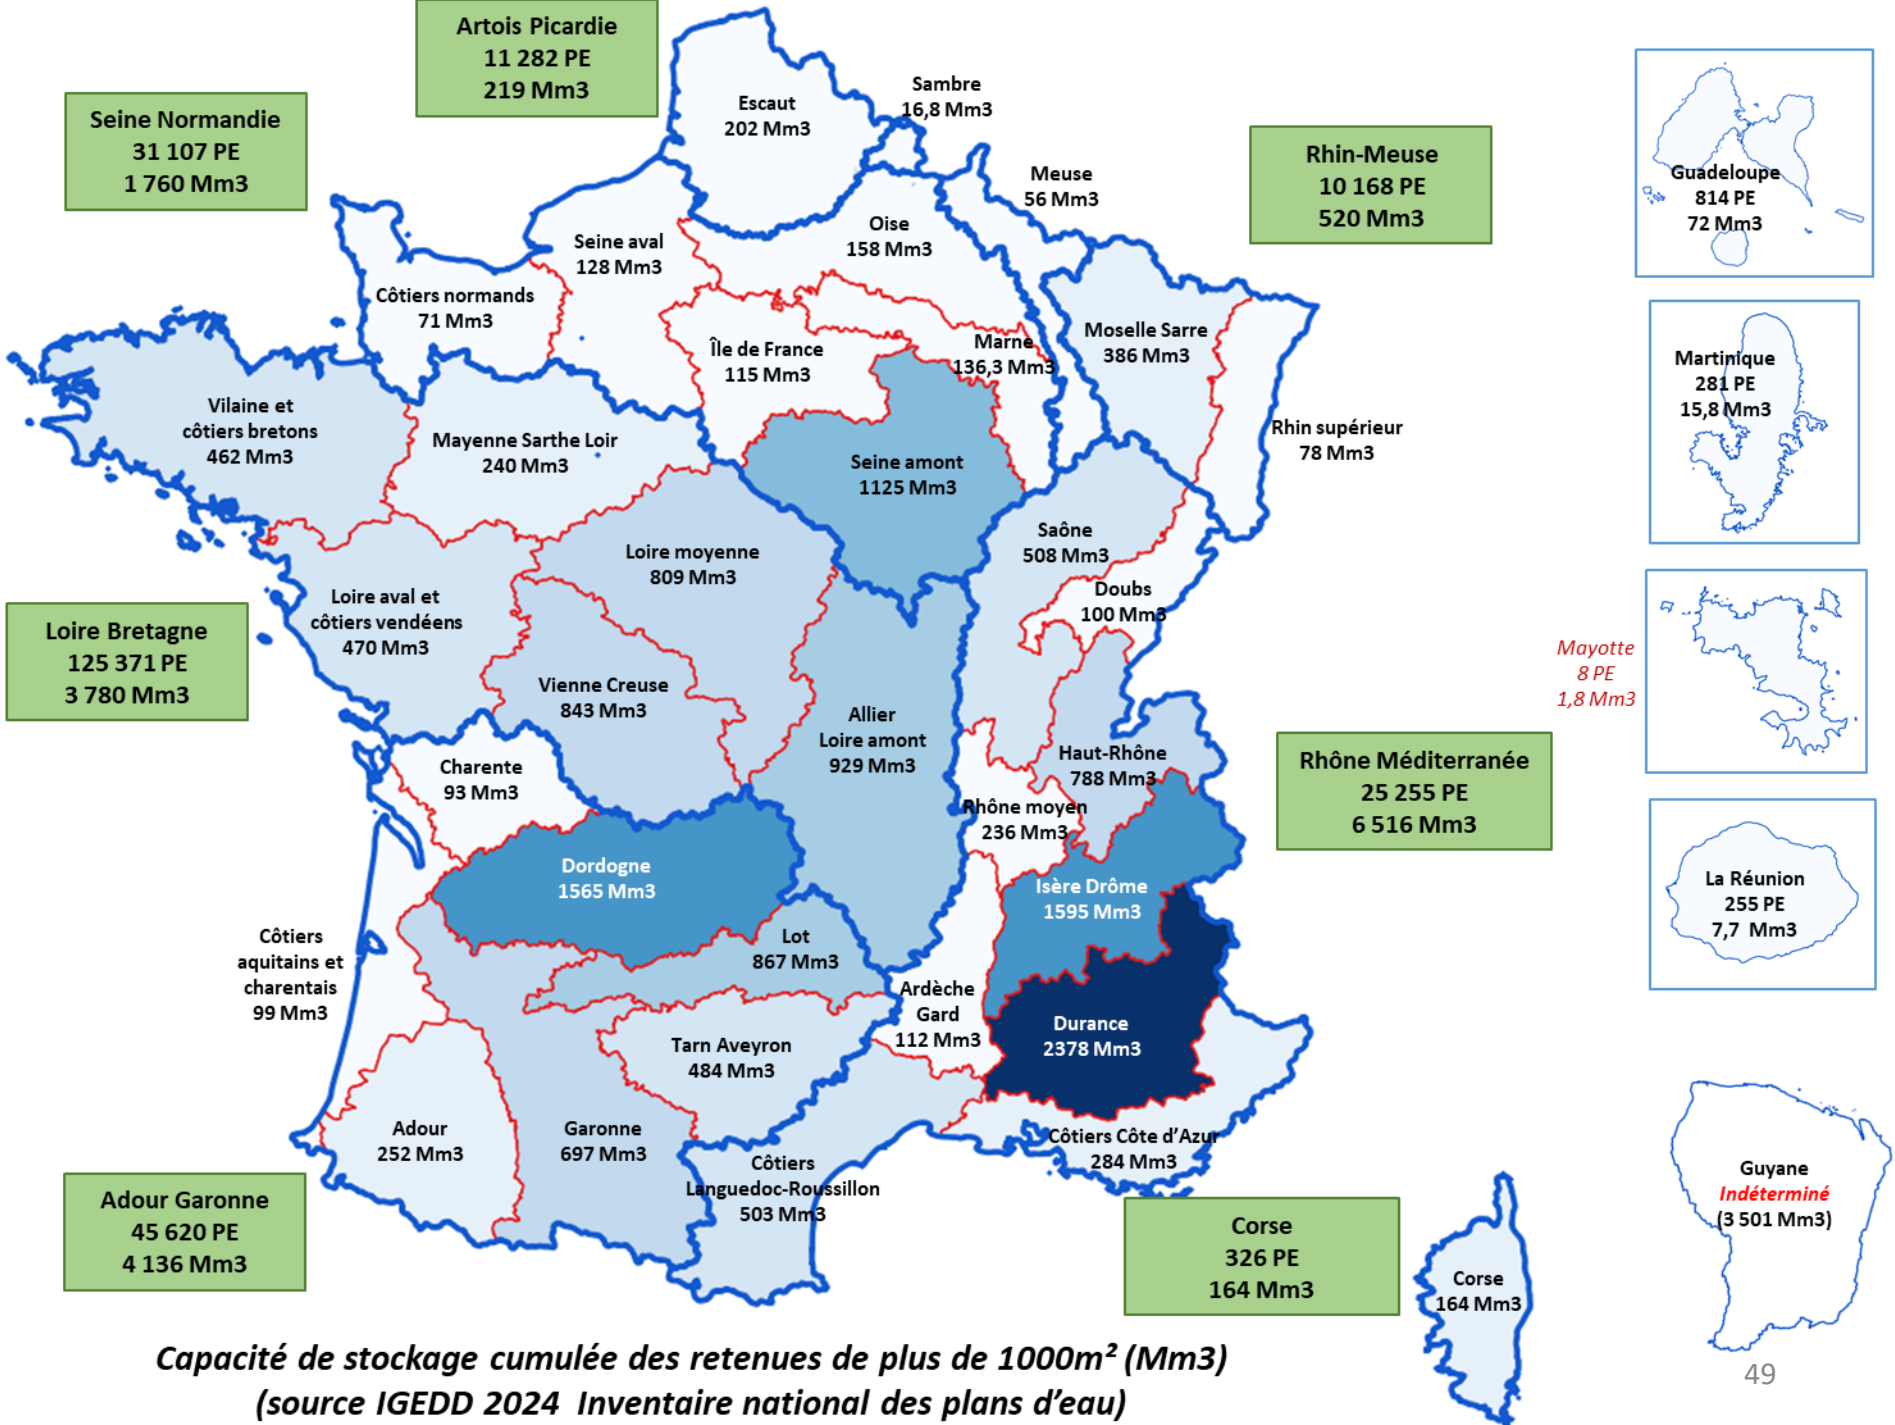 Artois Picardie
11 282 PE
219 Mm3
Seine Normandie
31 107 PE
1 760 Mm3
Rhin-Meuse
10 168 PE
520 Mm3
Loire Bretagne
125 371 PE
3 780 Mm3
Rhône Méditerranée
25 255 PE
6 516 Mm3
Adour Garonne
45 620 PE
4 136 Mm3
Corse
326 PE
164 Mm3
Escaut
202 Mm3
Sambre
16,8 Mm3
Meuse
56 Mm3
Oise
158 Mm3
Seine aval
128 Mm3
Côtiers normands
71 Mm3
Île de France
115 Mm3
Marne
136,3 Mm3
Moselle Sarre
386 Mm3
Rhin supérieur
78 Mm3
Vilaine et
côtiers bretons
462 Mm3
Mayenne Sarthe Loir
240 Mm3
Seine amont
1125 Mm3
Saône
508 Mm3
Doubs
100 Mm3
Loire moyenne
809 Mm3
Loire aval et
côtiers vendéens
470 Mm3
Vienne Creuse
843 Mm3
Allier
Loire amont
929 Mm3
Haut-Rhône
788 Mm3
Rhône moyen
236 Mm3
Charente
93 Mm3
Dordogne
1565 Mm3
Isère Drôme
1595 Mm3
Lot
867 Mm3
Côtiers
aquitains et
charentais
99 Mm3
Ardèche
Gard
112 Mm3
Durance
2378 Mm3
Tarn Aveyron
484 Mm3
Adour
252 Mm3
Garonne
697 Mm3
Côtiers
Languedoc-Roussillon
503 Mm3
Côtiers Côte d’Azur
284 Mm3
Corse
164 Mm3
Guadeloupe
814 PE
72 Mm3
Martinique
281 PE
15,8 Mm3
Mayotte
8 PE
1,8 Mm3
La Réunion
255 PE
7,7 Mm3
Guyane
Indéterminé
(3 501 Mm3)
Capacité de stockage cumulée des retenues de plus de 1000m² (Mm3)
(source IGEDD 2024 Inventaire national des plans d’eau)
49